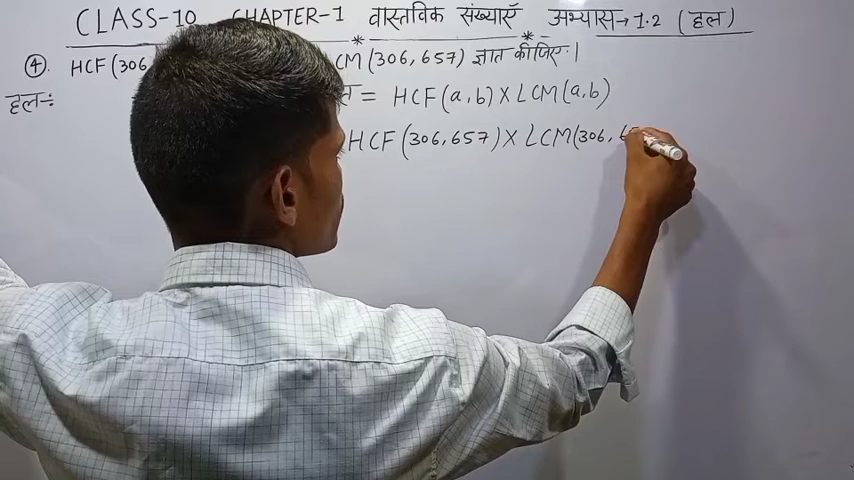 CLASS-10 CHAPTER-1 वास्तविक संख्याएँ अभ्यास→1.2 (हल)
④. HCF(306 CM(306,657) ज्ञात कीजिए।
हल-: = HCF(a,b)×LCM(a,b)
HCF(306,657)×LCM(306,